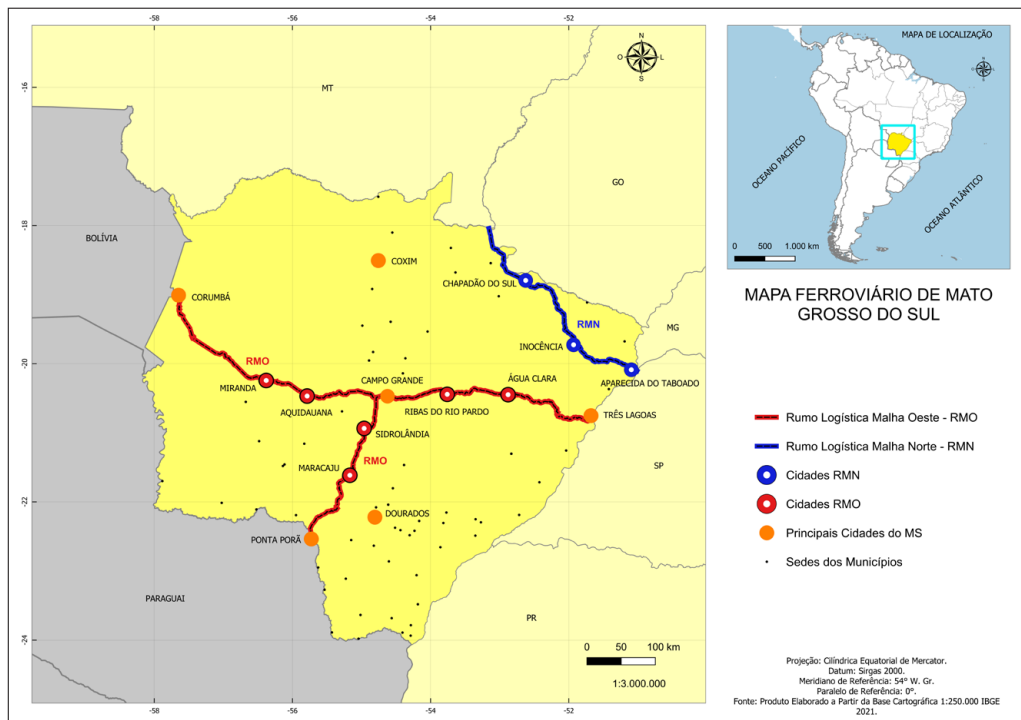 -58
-56
-54
-52
-16
-18
-20
-22
-24
N
O
L
S
MT
GO
BOLÍVIA
COXIM
CHAPADÃO DO SUL
CORUMBÁ
RMN
MG
INOCÊNCIA
RMO
MIRANDA
CAMPO GRANDE
ÁGUA CLARA
APARECIDA DO TABOADO
AQUIDAUANA
RIBAS DO RIO PARDO
TRÊS LAGOAS
SIDROLÂNDIA
MARACAJU
RMO
SP
DOURADOS
PONTA PORÃ
PARAGUAI
PR
0 50 100 km
1:3.000.000
-58
-56
-54
-52
MAPA DE LOCALIZAÇÃO
OCEANO PACÍFICO
OCEANO ATLÂNTICO
0 500 1.000 km
MAPA FERROVIÁRIO DE MATO
GROSSO DO SUL
Rumo Logística Malha Oeste - RMO
Rumo Logística Malha Norte - RMN
Cidades RMN
Cidades RMO
Principais Cidades do MS
Sedes dos Municípios
Projeção: Cilíndrica Equatorial de Mercator.
Datum: Sirgas 2000.
Meridiano de Referência: 54° W. Gr.
Paralelo de Referência: 0°.
Fonte: Produto Elaborado a Partir da Base Cartográfica 1:250.000 IBGE
2021.